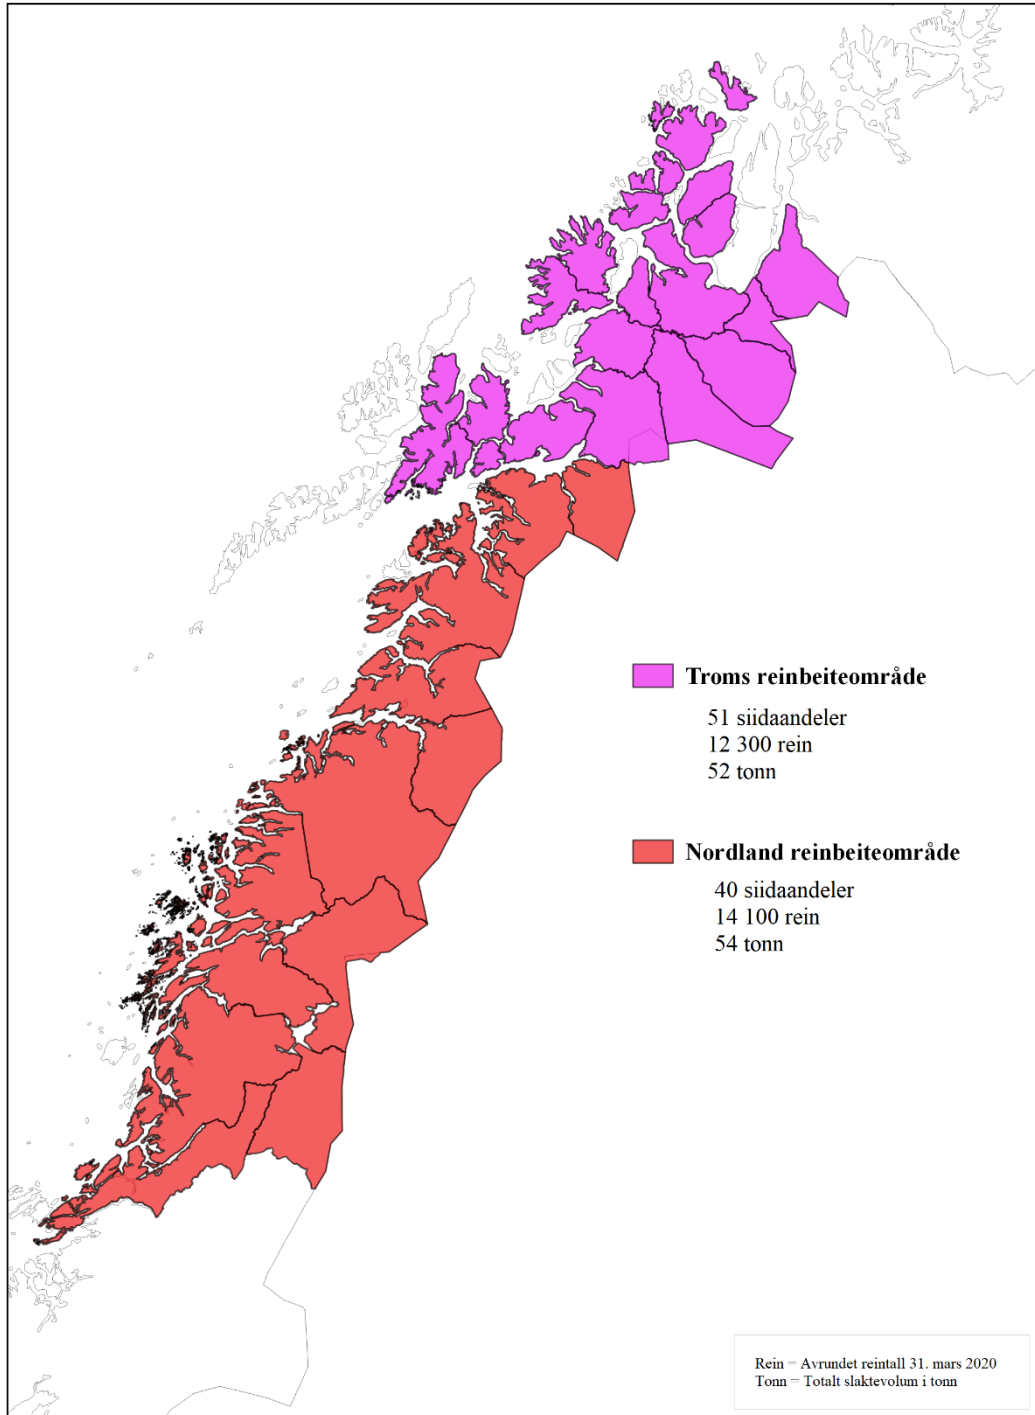 Troms reinbeiteområde
51 siidaandeler
12 300 rein
52 tonn
Nordland reinbeiteområde
40 siidaandeler
14 100 rein
54 tonn
Rein = Avrundet reintall 31. mars 2020
Tonn = Totalt slaktevolum i tonn